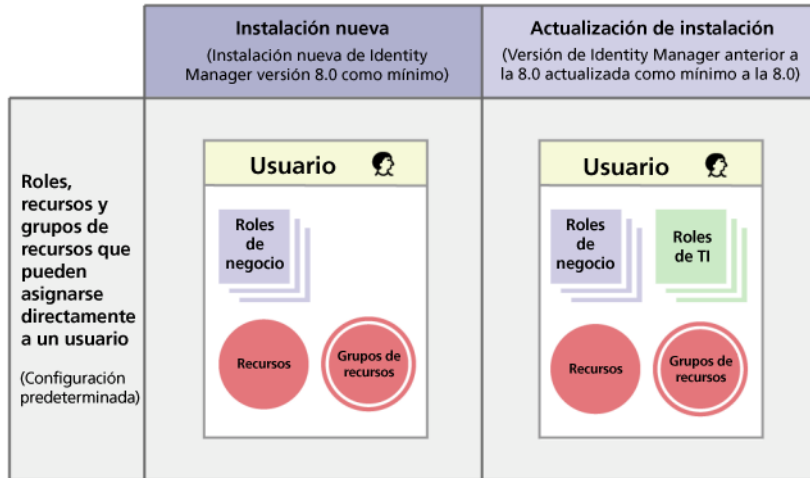 Instalación nueva
(Instalación nueva de Identity
Manager versión 8.0 como mínimo)
Actualización de instalación
(Versión de Identity Manager anterior a
la 8.0 actualizada como mínimo a la 8.0)
Roles,
recursos y
grupos de
recursos que
pueden
asignarse
directamente
a un usuario
(Configuración
predeterminada)
Usuario
Roles
de
negocio
Recursos
Grupos de
recursos
Usuario
Roles
de
negocio
Roles
de TI
Recursos
Grupos de
recursos